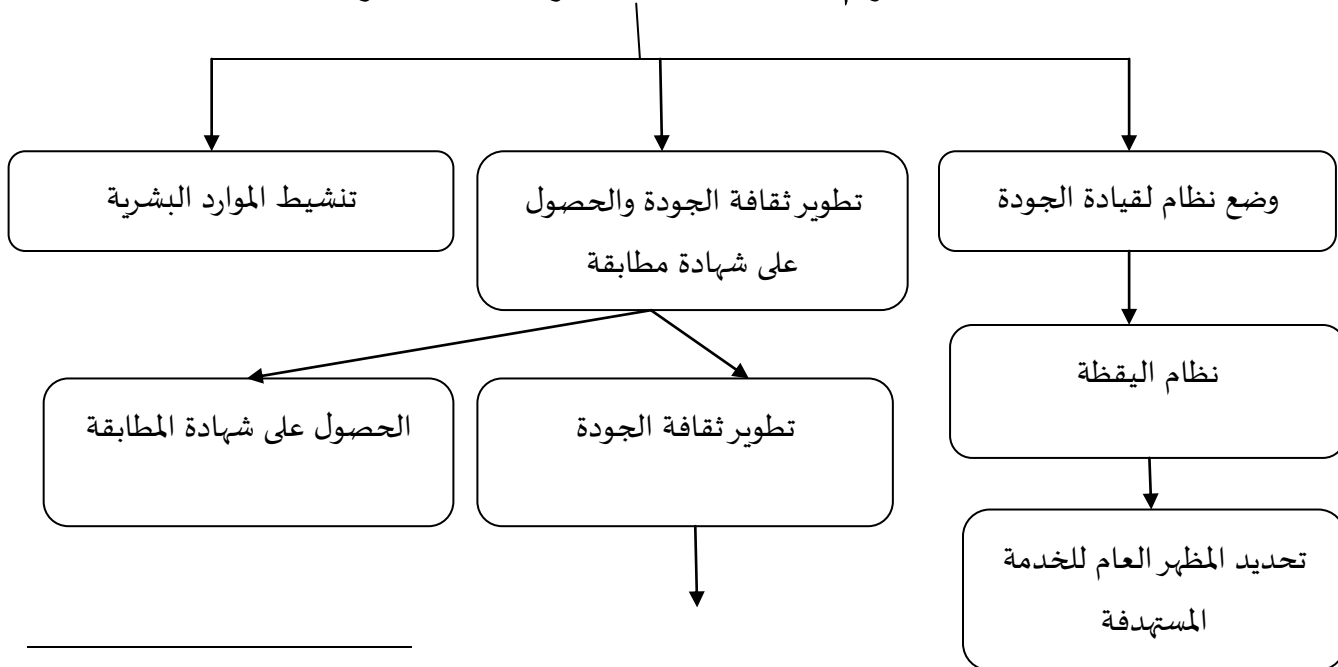 وضع نظام لقيادة الجودة
تطوير ثقافة الجودة والحصول
على شهادة مطابقة
تنشيط الموارد البشرية
نظام اليقظة
تطوير ثقافة الجودة
الحصول على شهادة المطابقة
تحديد المظهر العام للخدمة
المستهدفة